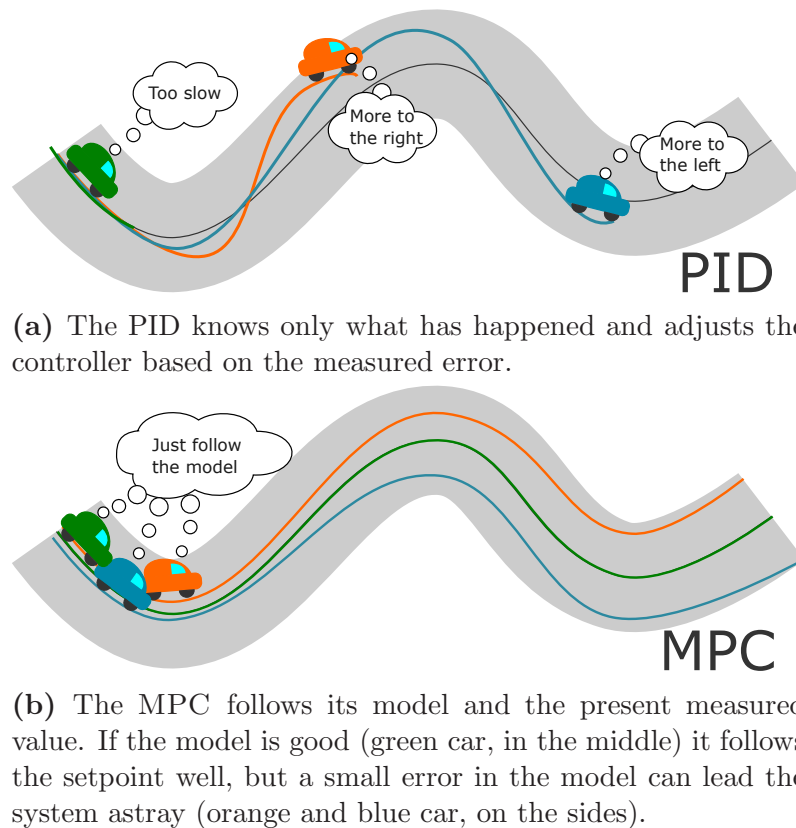 Too slow
More to
the right
More to
the left
PID
(a) The PID knows only what has happened and adjusts the
controller based on the measured error.
Just follow
the model
MPC
(b) The MPC follows its model and the present measured
value. If the model is good (green car, in the middle) it follows
the setpoint well, but a small error in the model can lead the
system astray (orange and blue car, on the sides).